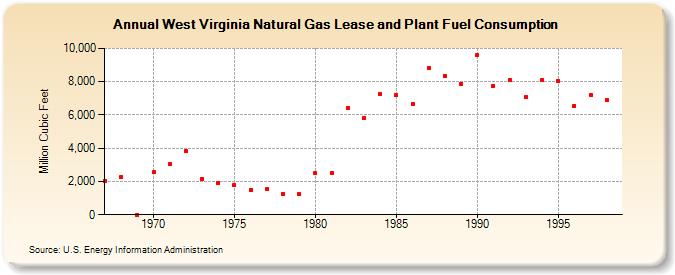 Annual West Virginia Natural Gas Lease and Plant Fuel Consumption
Million Cubic Feet
10,000
8,000
6,000
4,000
2,000
0
1970 1975 1980 1985 1990 1995
Source: U.S. Energy Information Administration